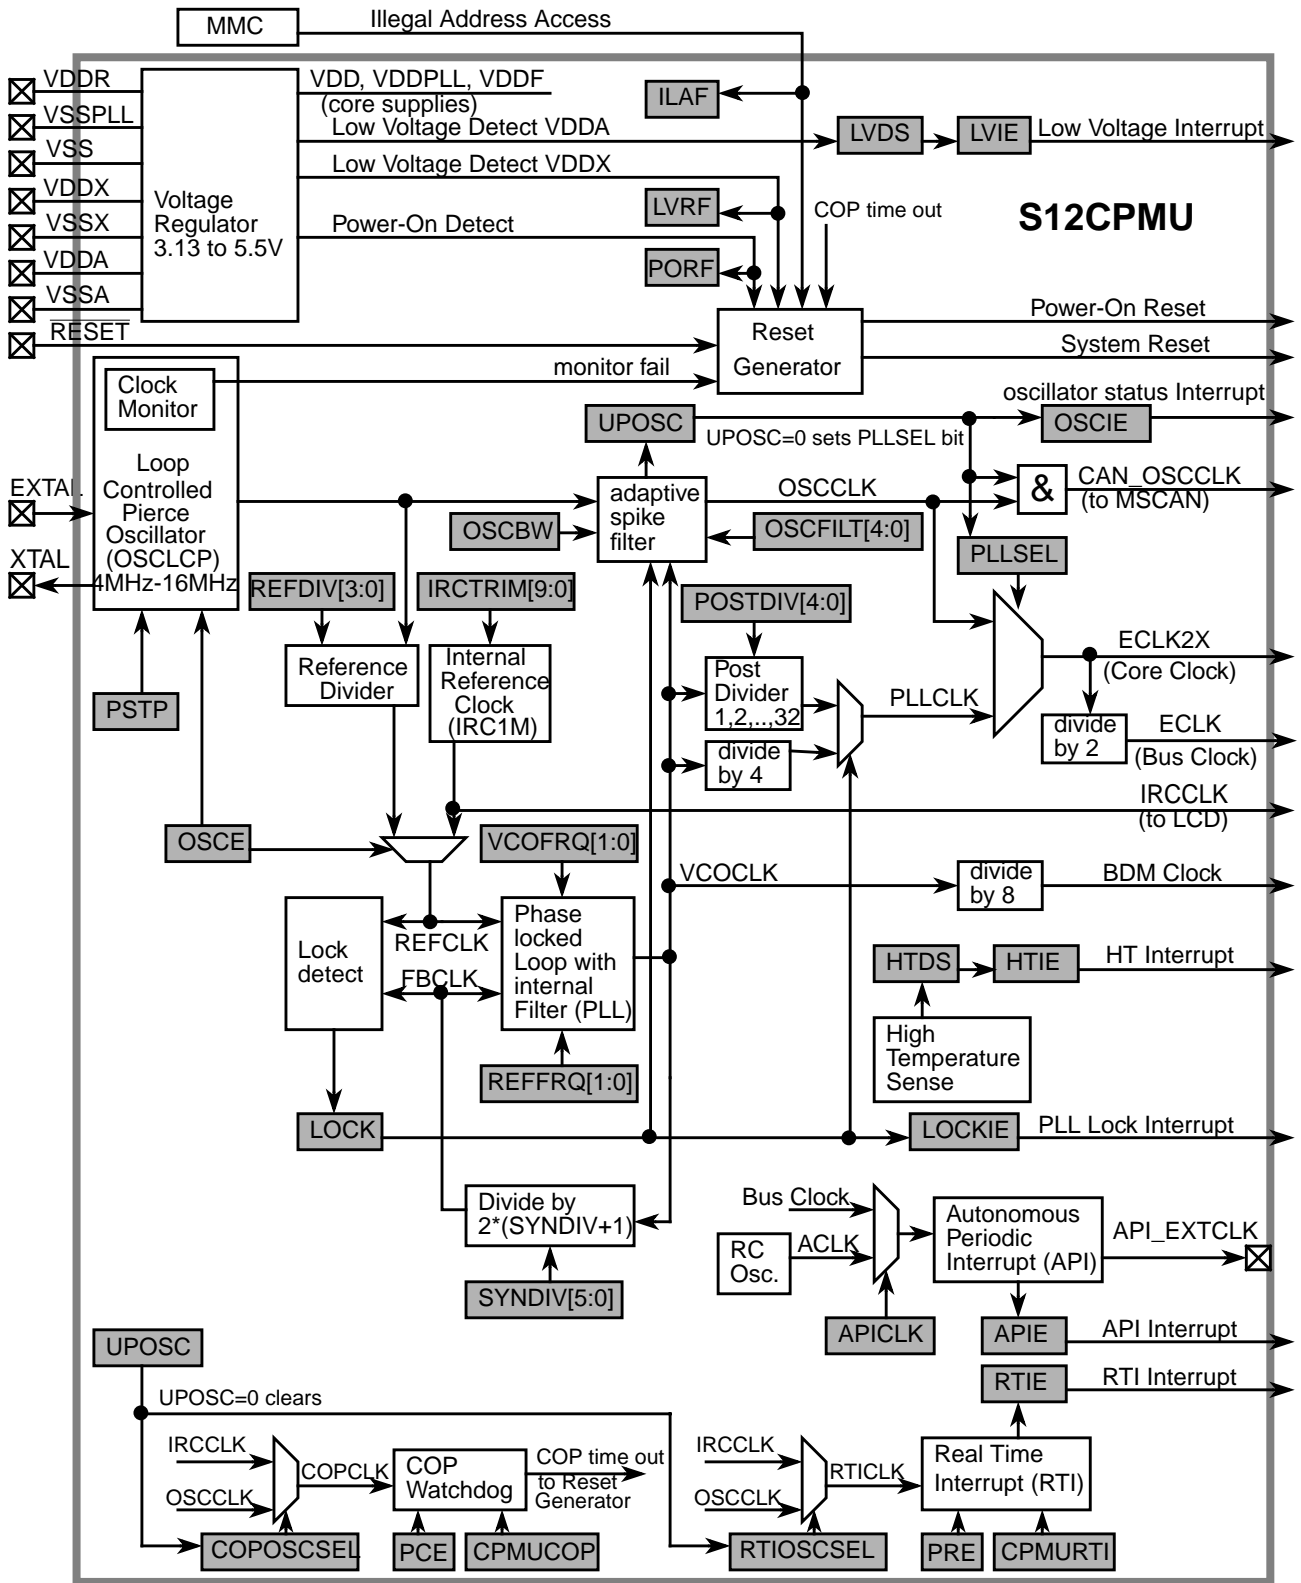 MMC
Illegal Address Access
VDDR
VSSPLL
VSS
VDDX
VSSX
VDDA
VSSA
RESET
Voltage
Regulator
3.13 to 5.5V
VDD, VDDPLL, VDDF
(core supplies)
Low Voltage Detect VDDA
Low Voltage Detect VDDX
Power-On Detect
ILAF
LVRF
PORF
COP time out
LVDS
LVIE
Low Voltage Interrupt
S12CPMU
Reset
Generator
Power-On Reset
System Reset
monitor fail
Clock
Monitor
Loop
Controlled
Pierce
Oscillator
(OSCLCP)
4MHz-16MHz
EXTAL
XTAL
UPOSC
UPOSC=0 sets PLLSEL bit
oscillator status Interrupt
OSCIE
adaptive
spike
filter
OSCCLK
OSCBW
OSCFILT[4:0]
&
CAN_OSCCLK
(to MSCAN)
PLLSEL
REFDIV[3:0]
IRCTRIM[9:0]
POSTDIV[4:0]
Reference
Divider
Internal
Reference
Clock
(IRC1M)
Post
Divider
1,2,..,32
PLLCLK
divide
by 4
ECLK2X
(Core Clock)
divide
by 2
ECLK
(Bus Clock)
IRCCLK
(to LCD)
PSTP
OSCE
VCOFRQ[1:0]
VCOCLK
divide
by 8
BDM Clock
Lock
detect
REFCLK
FBCLK
Phase
locked
Loop with
internal
Filter (PLL)
REFFRQ[1:0]
HTDS
HTIE
HT Interrupt
High
Temperature
Sense
LOCK
LOCKIE
PLL Lock Interrupt
Divide by
2*(SYNDIV+1)
SYNDIV[5:0]
Bus Clock
RC
Osc.
ACLK
APICLK
Autonomous
Periodic
Interrupt (API)
API_EXTCLK
APIE
API Interrupt
RTIE
RTI Interrupt
UPOSC
UPOSC=0 clears
IRCCLK
OSCCLK
COPCLK
COP
Watchdog
COP time out
to Reset
Generator
COPOSCSEL
PCE
CPMUCOP
IRCCLK
OSCCLK
RTICLK
Real Time
Interrupt (RTI)
RTIOSCSEL
PRE
CPMURTI